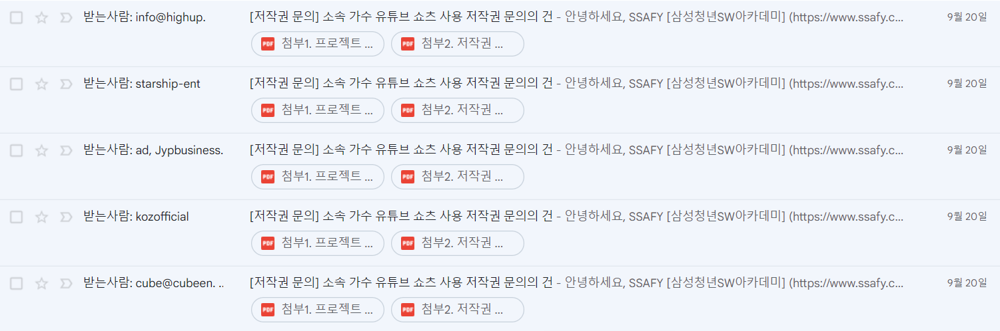 받는사람: info@highup. [저작권 문의] 소속 가수 유튜브 쇼츠 사용 저작권 문의의 건 - 안녕하세요, SSAFY [삼성청년SW아카데미] (https://www.ssafy.c... 9월 20일
PDF 첨부1. 프로젝트 ... PDF 첨부2. 저작권 ...
받는사람: starship-ent [저작권 문의] 소속 가수 유튜브 쇼츠 사용 저작권 문의의 건 - 안녕하세요, SSAFY [삼성청년SW아카데미] (https://www.ssafy.c... 9월 20일
PDF 첨부1. 프로젝트 ... PDF 첨부2. 저작권 ...
받는사람: ad, Jypbusiness. [저작권 문의] 소속 가수 유튜브 쇼츠 사용 저작권 문의의 건 - 안녕하세요, SSAFY [삼성청년SW아카데미] (https://www.ssafy.c... 9월 20일
PDF 첨부1. 프로젝트 ... PDF 첨부2. 저작권 ...
받는사람: kozofficial [저작권 문의] 소속 가수 유튜브 쇼츠 사용 저작권 문의의 건 - 안녕하세요, SSAFY [삼성청년SW아카데미] (https://www.ssafy.c... 9월 20일
PDF 첨부1. 프로젝트 ... PDF 첨부2. 저작권 ...
받는사람: cube@cubeen. .. [저작권 문의] 소속 가수 유튜브 쇼츠 사용 저작권 문의의 건 - 안녕하세요, SSAFY [삼성청년SW아카데미] (https://www.ssafy.c... 9월 20일
PDF 첨부1. 프로젝트 ... PDF 첨부2. 저작권 ...